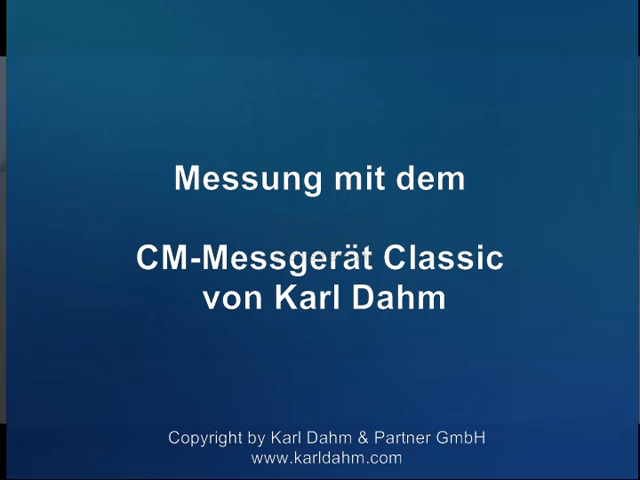 Messung mit dem
CM-Messgerät Classic
von Karl Dahm
Copyright by Karl Dahm & Partner GmbH
www.karldahm.com